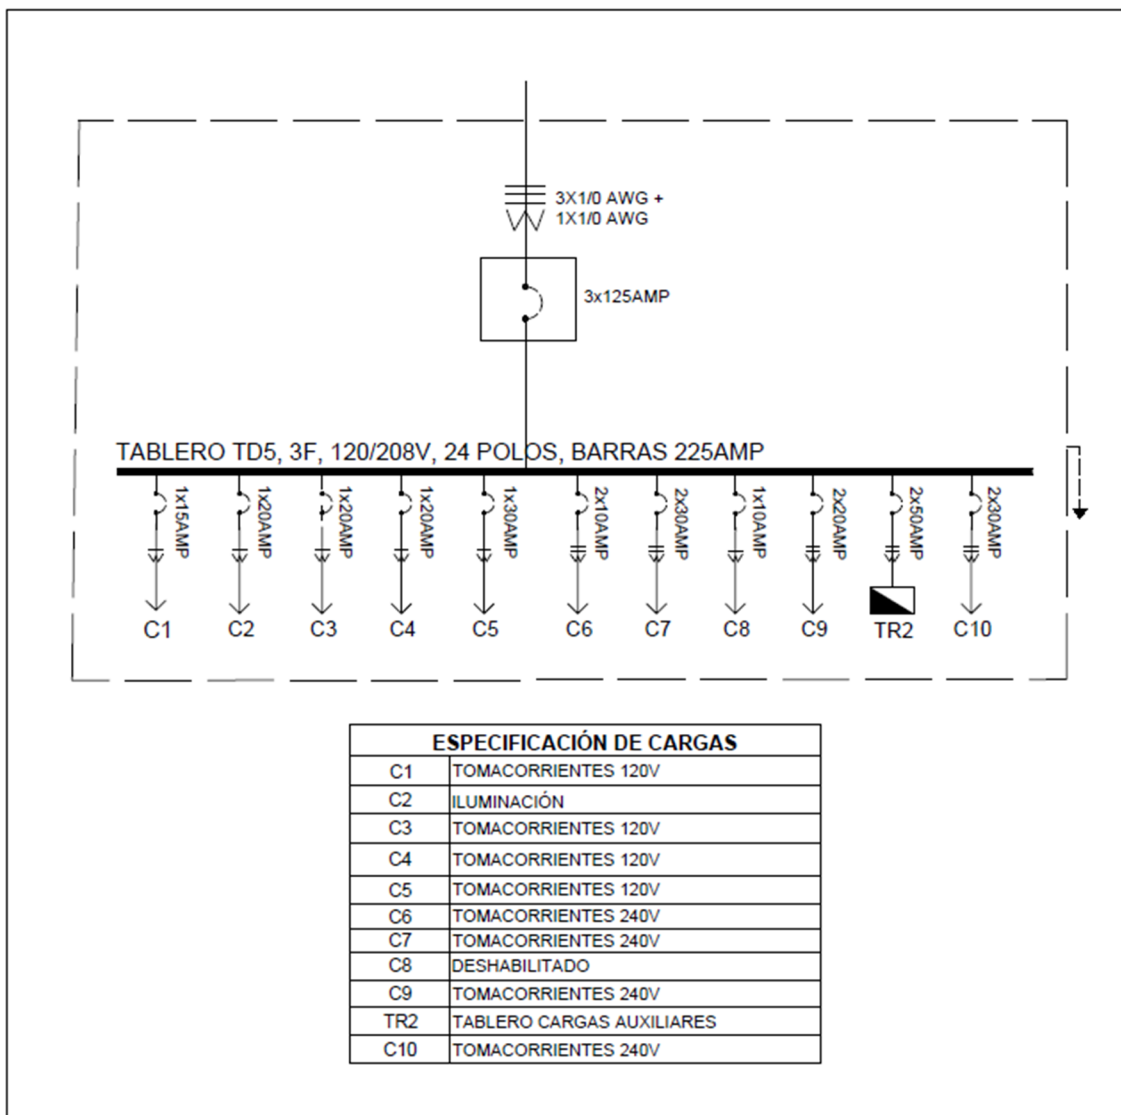 3X1/0 AWG +
1X1/0 AWG
3x125AMP
TABLERO TD5, 3F, 120/208V, 24 POLOS, BARRAS 225AMP
1x15AMP
1x20AMP
1x20AMP
1x20AMP
1x30AMP
2x10AMP
2x30AMP
1x10AMP
2x20AMP
2x50AMP
2x30AMP
C1 C2 C3 C4 C5 C6 C7 C8 C9 TR2 C10
ESPECIFICACIÓN DE CARGAS
C1 TOMACORRIENTES 120V
C2 ILUMINACIÓN
C3 TOMACORRIENTES 120V
C4 TOMACORRIENTES 120V
C5 TOMACORRIENTES 120V
C6 TOMACORRIENTES 240V
C7 TOMACORRIENTES 240V
C8 DESHABILITADO
C9 TOMACORRIENTES 240V
TR2 TABLERO CARGAS AUXILIARES
C10 TOMACORRIENTES 240V